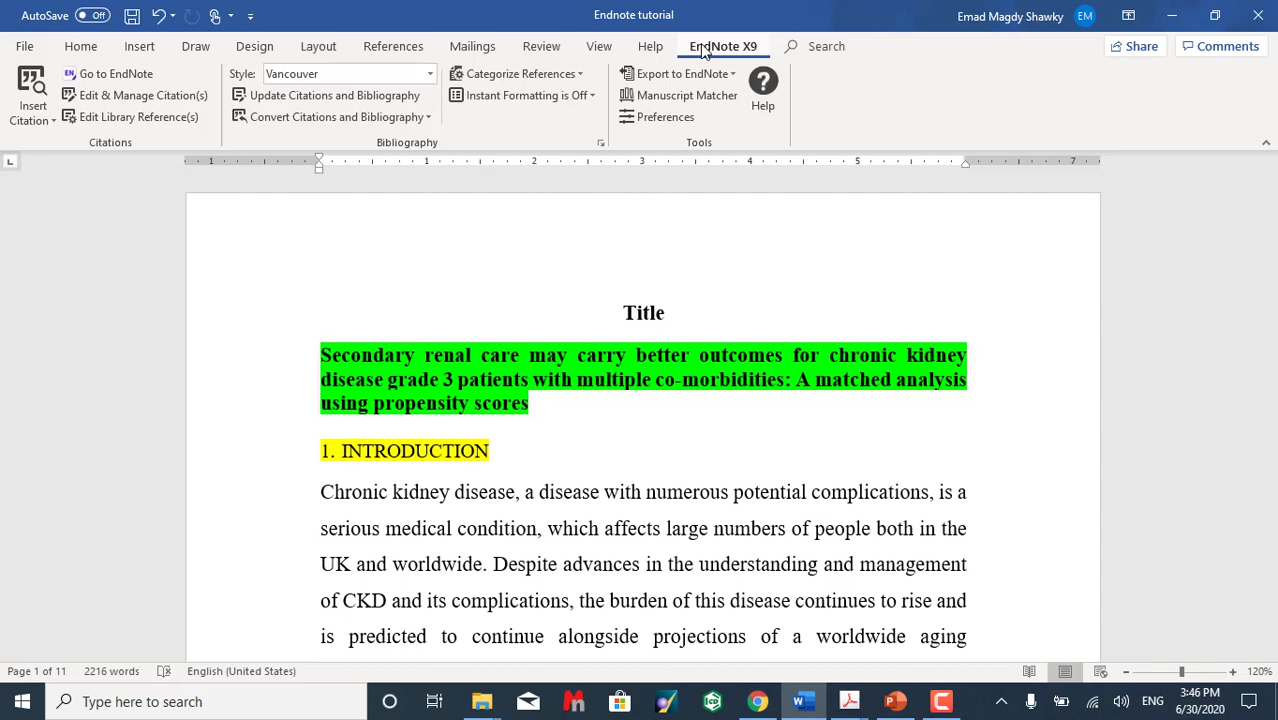 AutoSave Off Endnote tutorial Emad Magdy Shawky EM
File Home Insert Draw Design Layout References Mailings Review View Help EndNote X9 Search Share Comments
Insert Citation
Go to EndNote
Edit & Manage Citation(s)
Edit Library Reference(s)
Citations
Style: Vancouver
Update Citations and Bibliography
Convert Citations and Bibliography
Categorize References
Instant Formatting is Off
Bibliography
Export to EndNote
Manuscript Matcher
Preferences
Help
Tools
1 1 2 3 4 5 6 7
Title
Secondary renal care may carry better outcomes for chronic kidney
disease grade 3 patients with multiple co-morbidities: A matched analysis
using propensity scores
1. INTRODUCTION
Chronic kidney disease, a disease with numerous potential complications, is a
serious medical condition, which affects large numbers of people both in the
UK and worldwide. Despite advances in the understanding and management
of CKD and its complications, the burden of this disease continues to rise and
is predicted to continue alongside projections of a worldwide aging
Page 1 of 11 2216 words English (United States) 120%
Type here to search
ENG
3:46 PM
6/30/2020